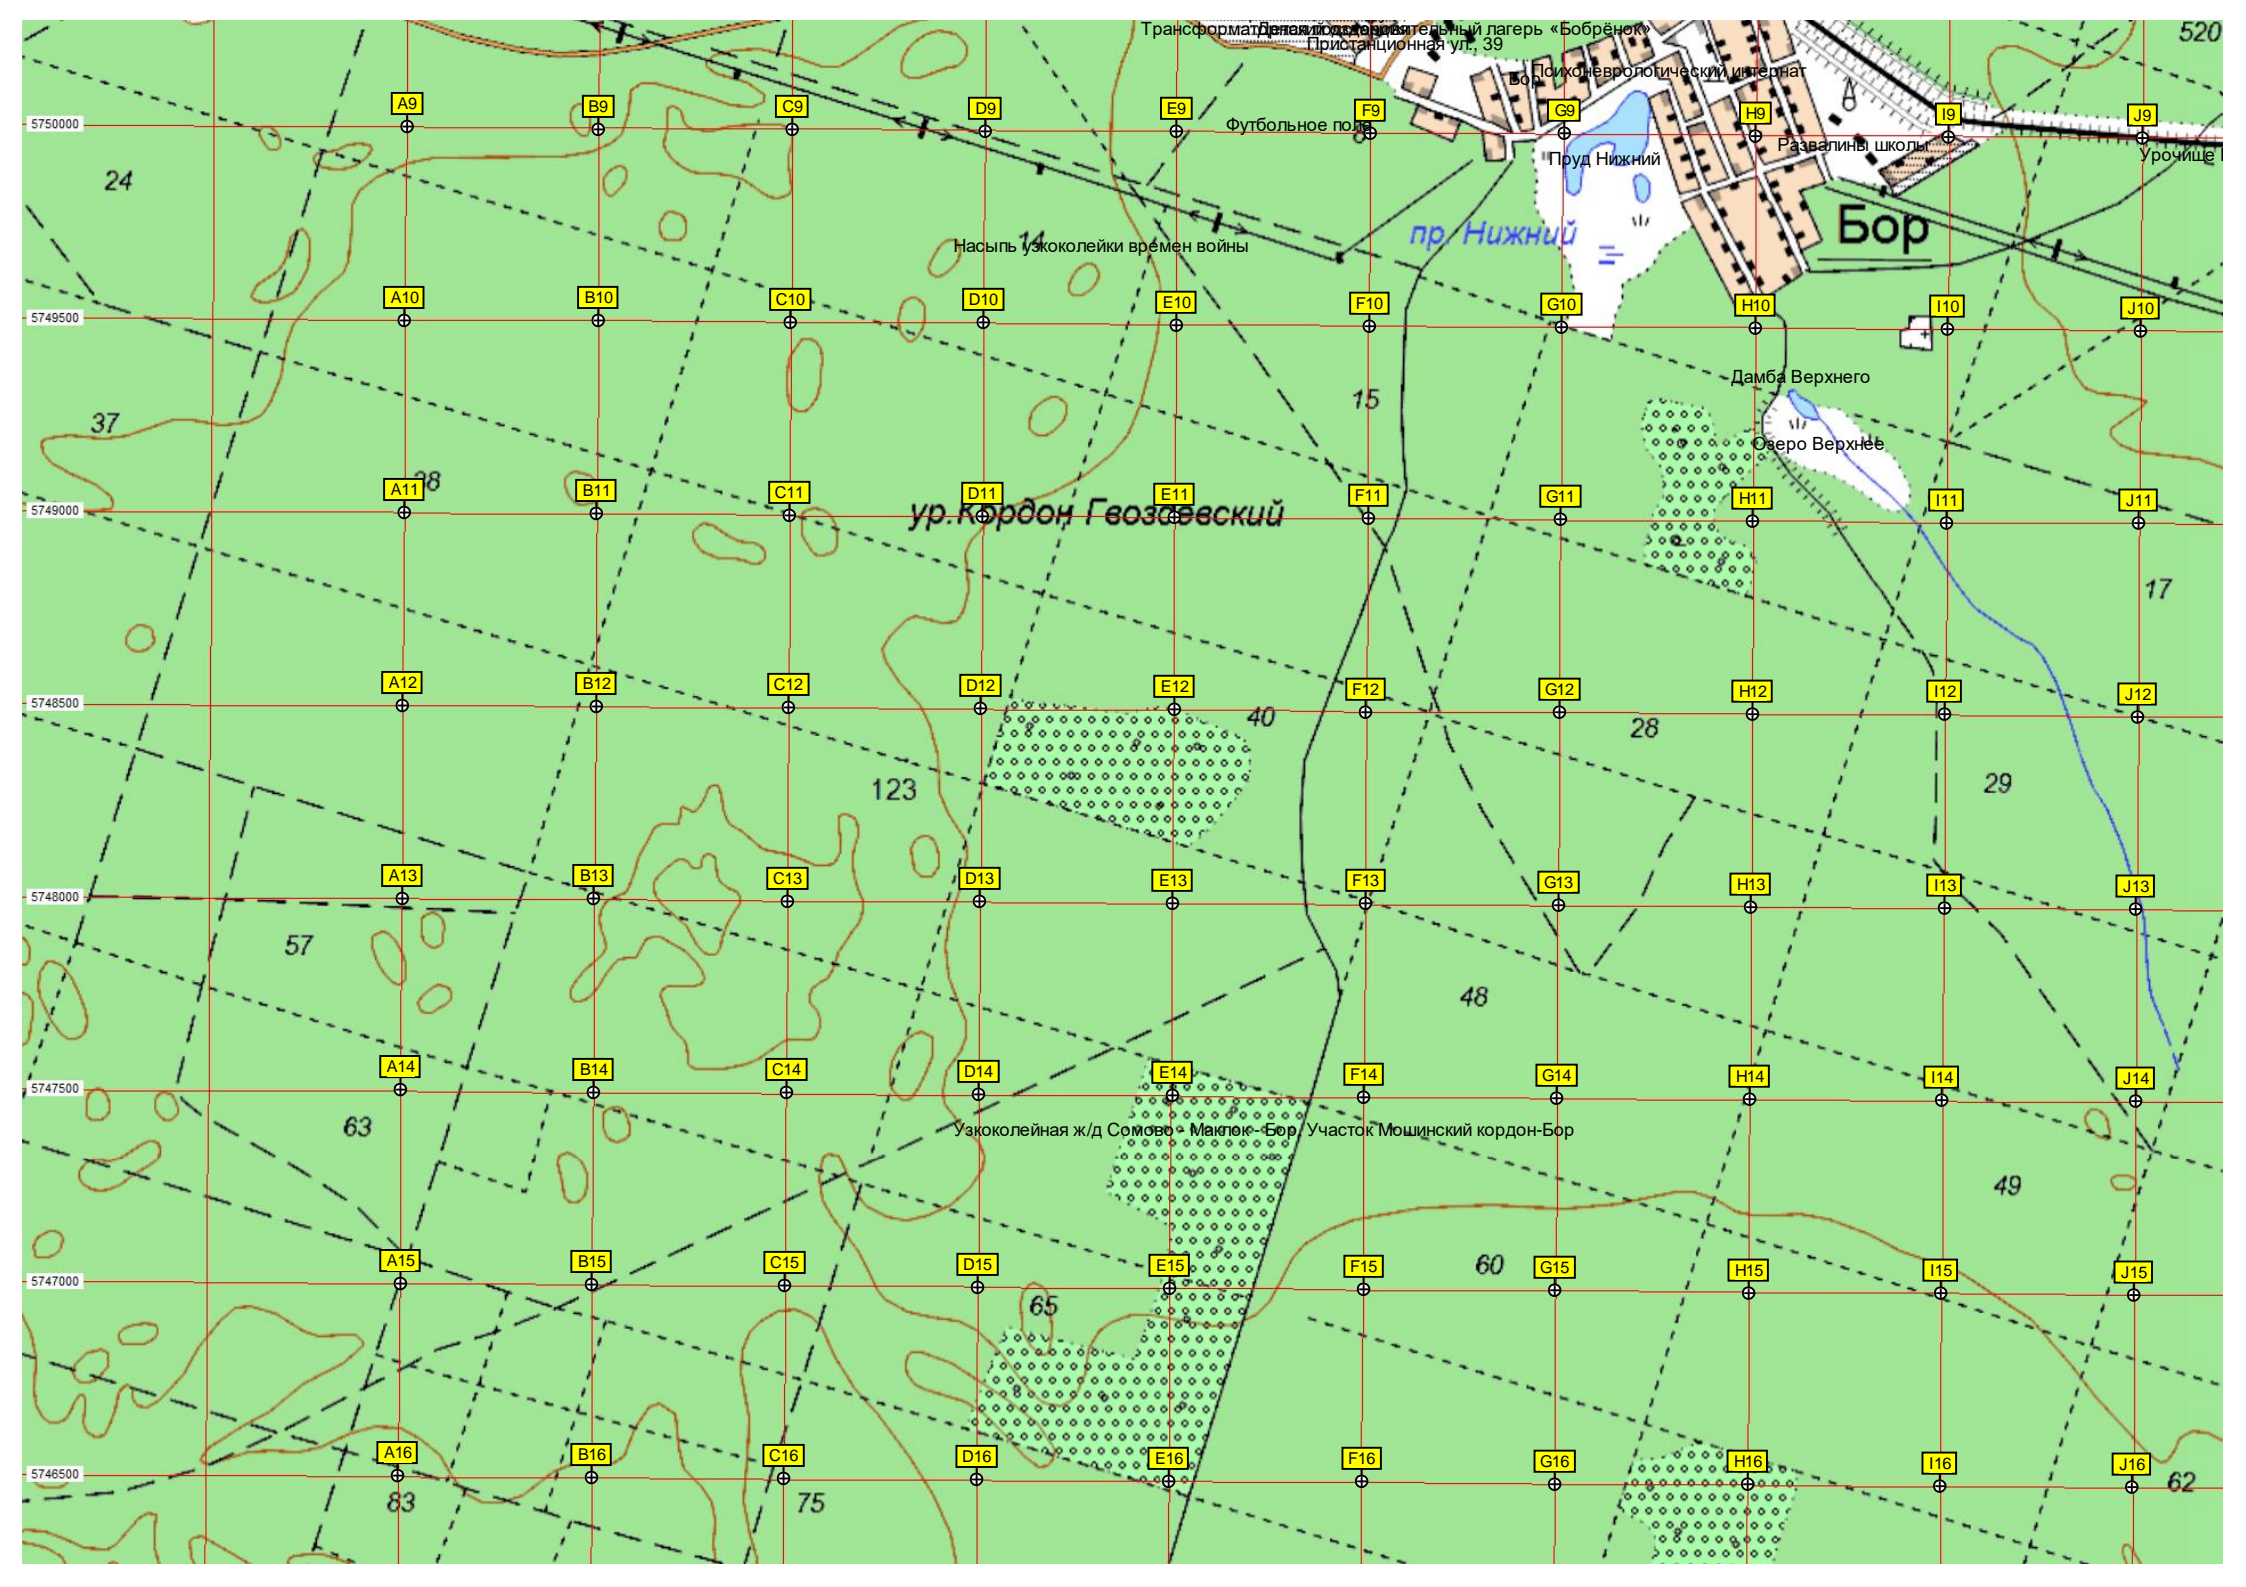 Пристанционная ул., 39
520
Психоневрологический интернат
Бор
A9
B9
C9
D9
E9
F9
G9
H9
I9
J9
5750000
Футбольное поле
Развалины школы
Пруд Нижний
Урочище
24
Бор
пр. Нижний
14
Насыпь узкоколейки времен войны
A10
B10
C10
D10
E10
F10
G10
H10
I10
J10
5749500
Дамба Верхнего
15
37
Озеро Верхнее
38
A11
B11
C11
D11
E11
F11
G11
H11
I11
J11
5749000
ур.Кордон Гвоздевский
17
A12
B12
C12
D12
E12
F12
G12
H12
I12
J12
5748500
40
28
29
123
A13
B13
C13
D13
E13
F13
G13
H13
I13
J13
5748000
57
48
A14
B14
C14
D14
E14
F14
G14
H14
I14
J14
5747500
63
Узкоколейная ж/д Сомово - Маклок - Бор. Участок Мошинский кордон-Бор
49
A15
B15
C15
D15
E15
F15
G15
H15
I15
J15
5747000
60
65
A16
B16
C16
D16
E16
F16
G16
H16
I16
J16
5746500
83
75
62